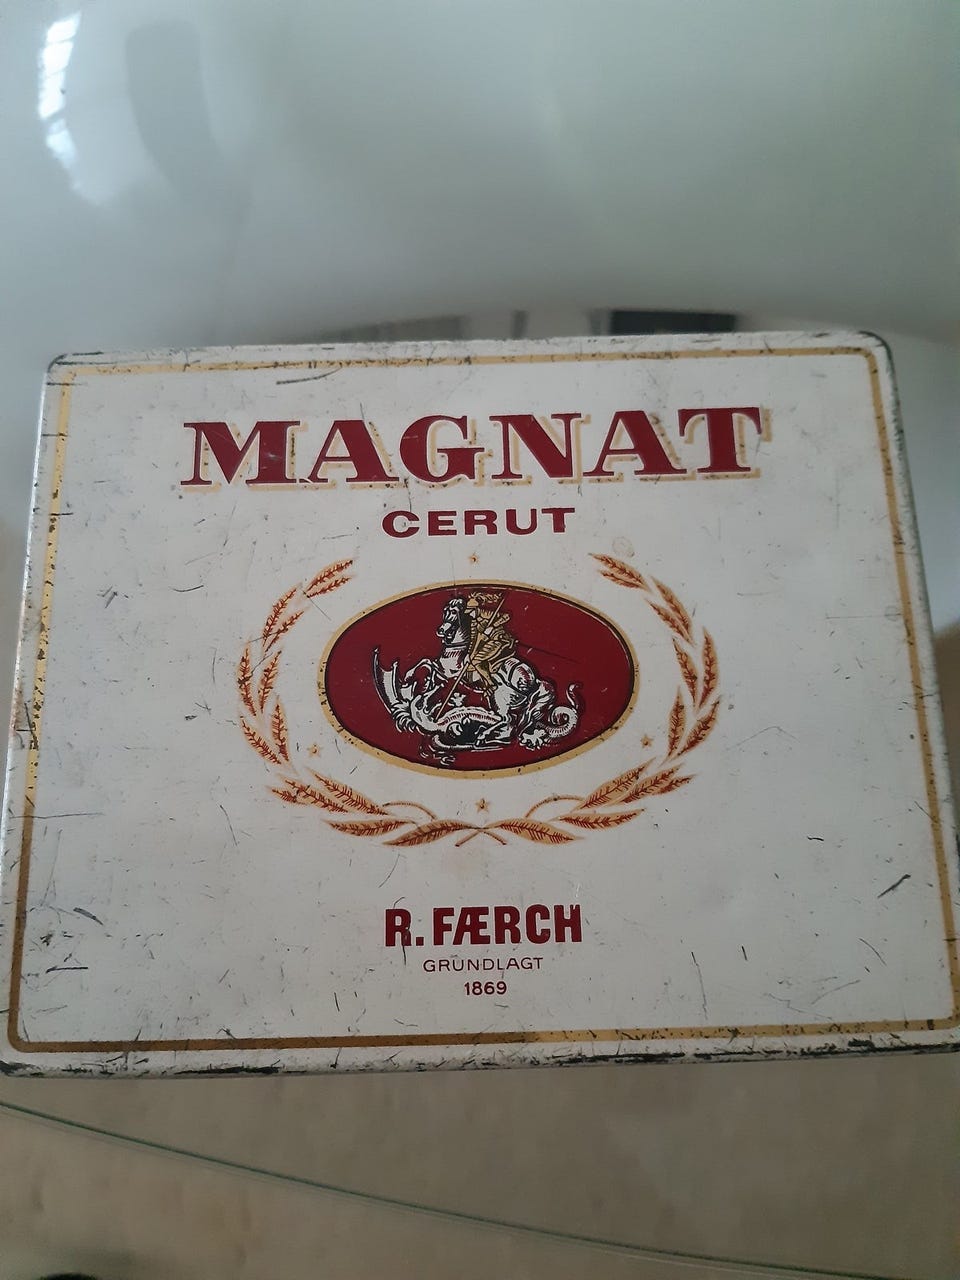 MAGNAT
CERUT
R. FÆRCH
GRUNDLAGT
1869